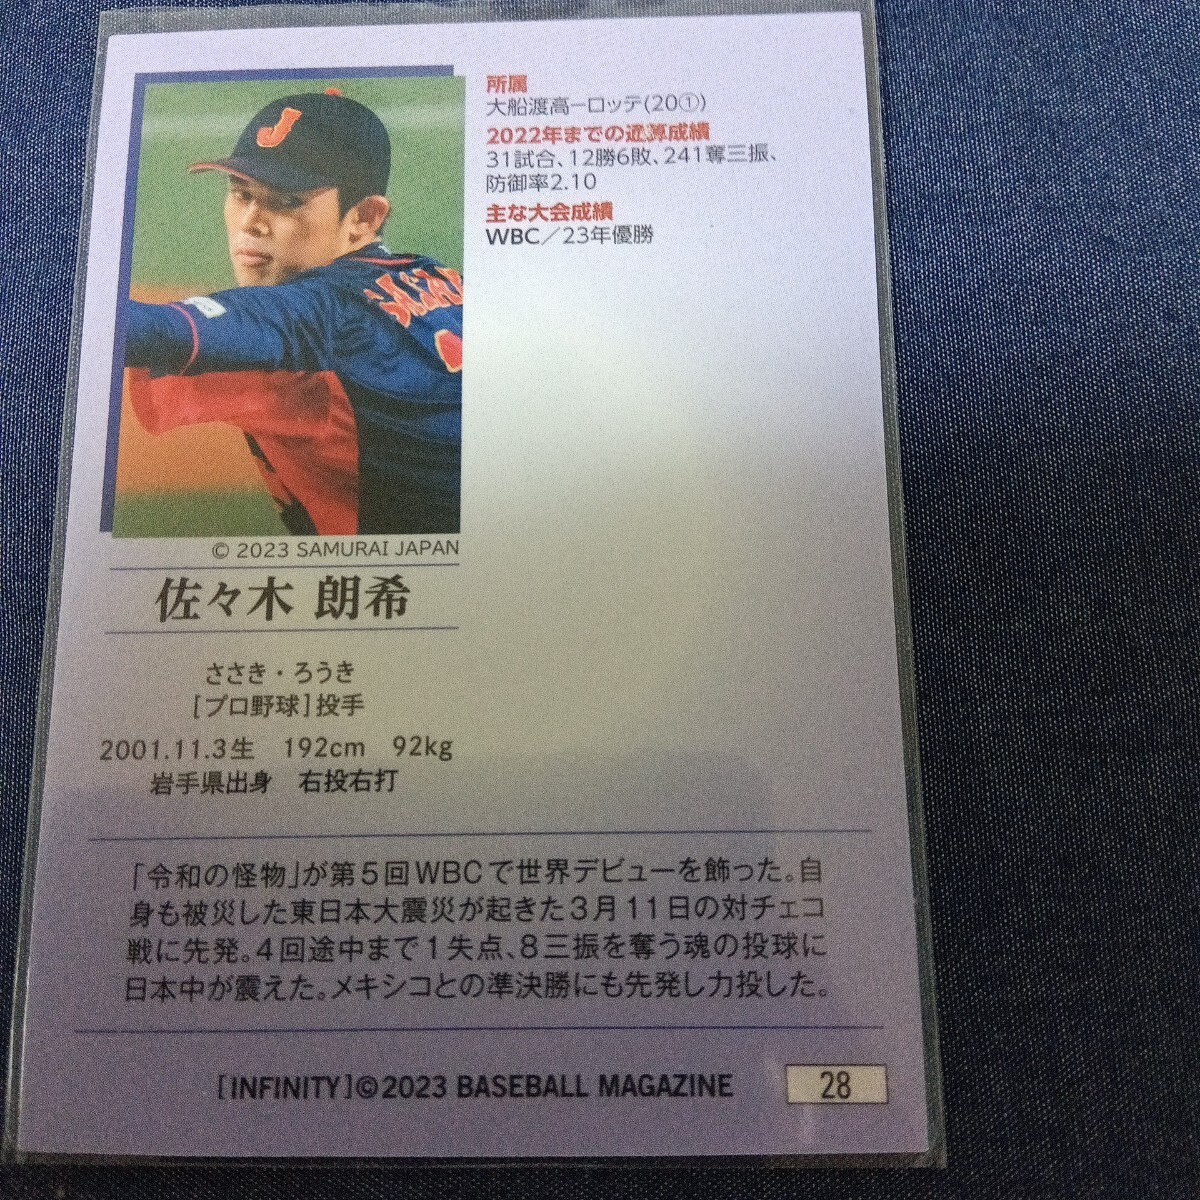 所属
大船渡高－ロッテ(20①)
2022年までの通算成績
31試合、12勝6敗、241奪三振、
防御率2.10
主な大会成績
WBC／23年優勝
J
© 2023 SAMURAI JAPAN
佐々木 朗希
ささき・ろうき
[プロ野球]投手
2001.11.3生 192cm 92kg
岩手県出身 右投右打
「令和の怪物」が第5回WBCで世界デビューを飾った。自
身も被災した東日本大震災が起きた3月11日の対チェコ
戦に先発。4回途中まで1失点、8三振を奪う魂の投球に
日本中が震えた。メキシコとの準決勝にも先発し力投した。
[INFINITY]©2023 BASEBALL MAGAZINE
28